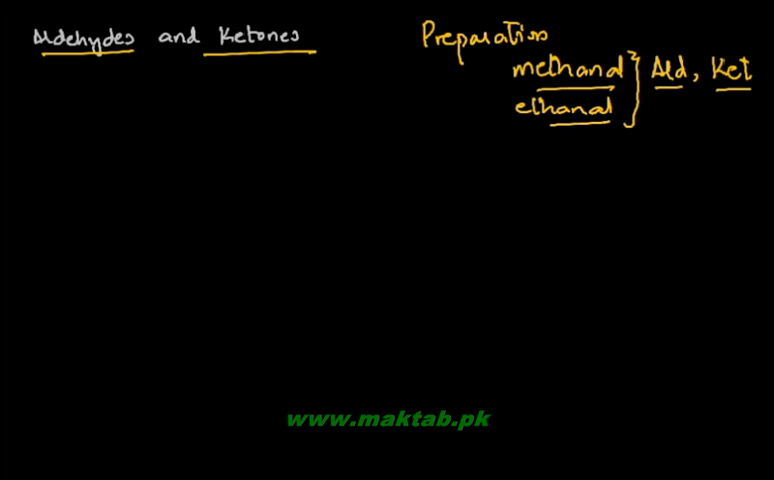 Aldehydes and Ketones
Preparation
methanal } Ald, Ket
ethanal
www.maktab.pk